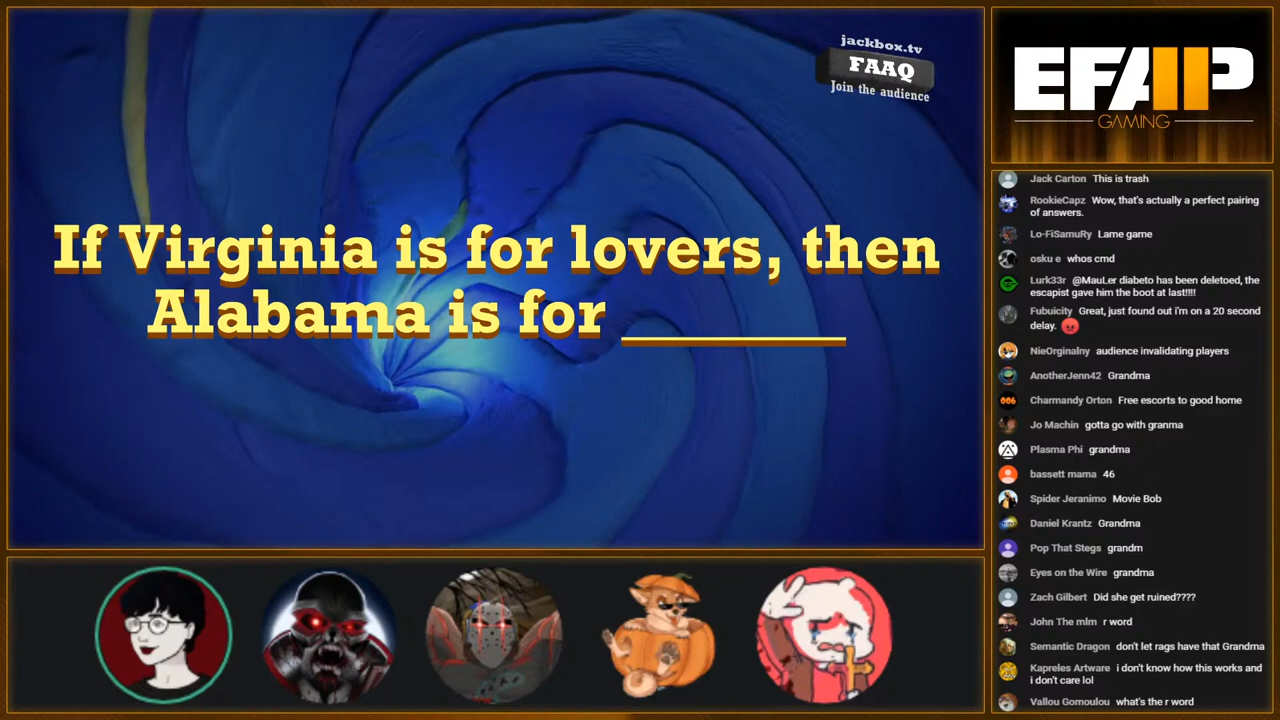 jackbox.tv
FAAQ
Join the audience
If Virginia is for lovers, then
Alabama is for ________
EFAP
GAMING
Jack Carton This is trash
RookieCapz Wow, that's actually a perfect pairing
of answers.
Lo-FiSamuRy Lame game
osku e whos cmd
Lurk33r @MauLer diabeto has been deletoed, the
escapist gave him the boot at last!!!!
Fubuicity Great, just found out i'm on a 20 second
delay.
NieOrginalny audience invalidating players
AnotherJenn42 Grandma
Charmandy Orton Free escorts to good home
Jo Machin gotta go with granma
Plasma Phi grandma
bassett mama 46
Spider Jeranimo Movie Bob
Daniel Krantz Grandma
Pop That Stegs grandm
Eyes on the Wire grandma
Zach Gilbert Did she get ruined????
John The mlm r word
Semantic Dragon don't let rags have that Grandma
Kapreles Artware i don't know how this works and
i don't care lol
Vallou Gomoulou what's the r word